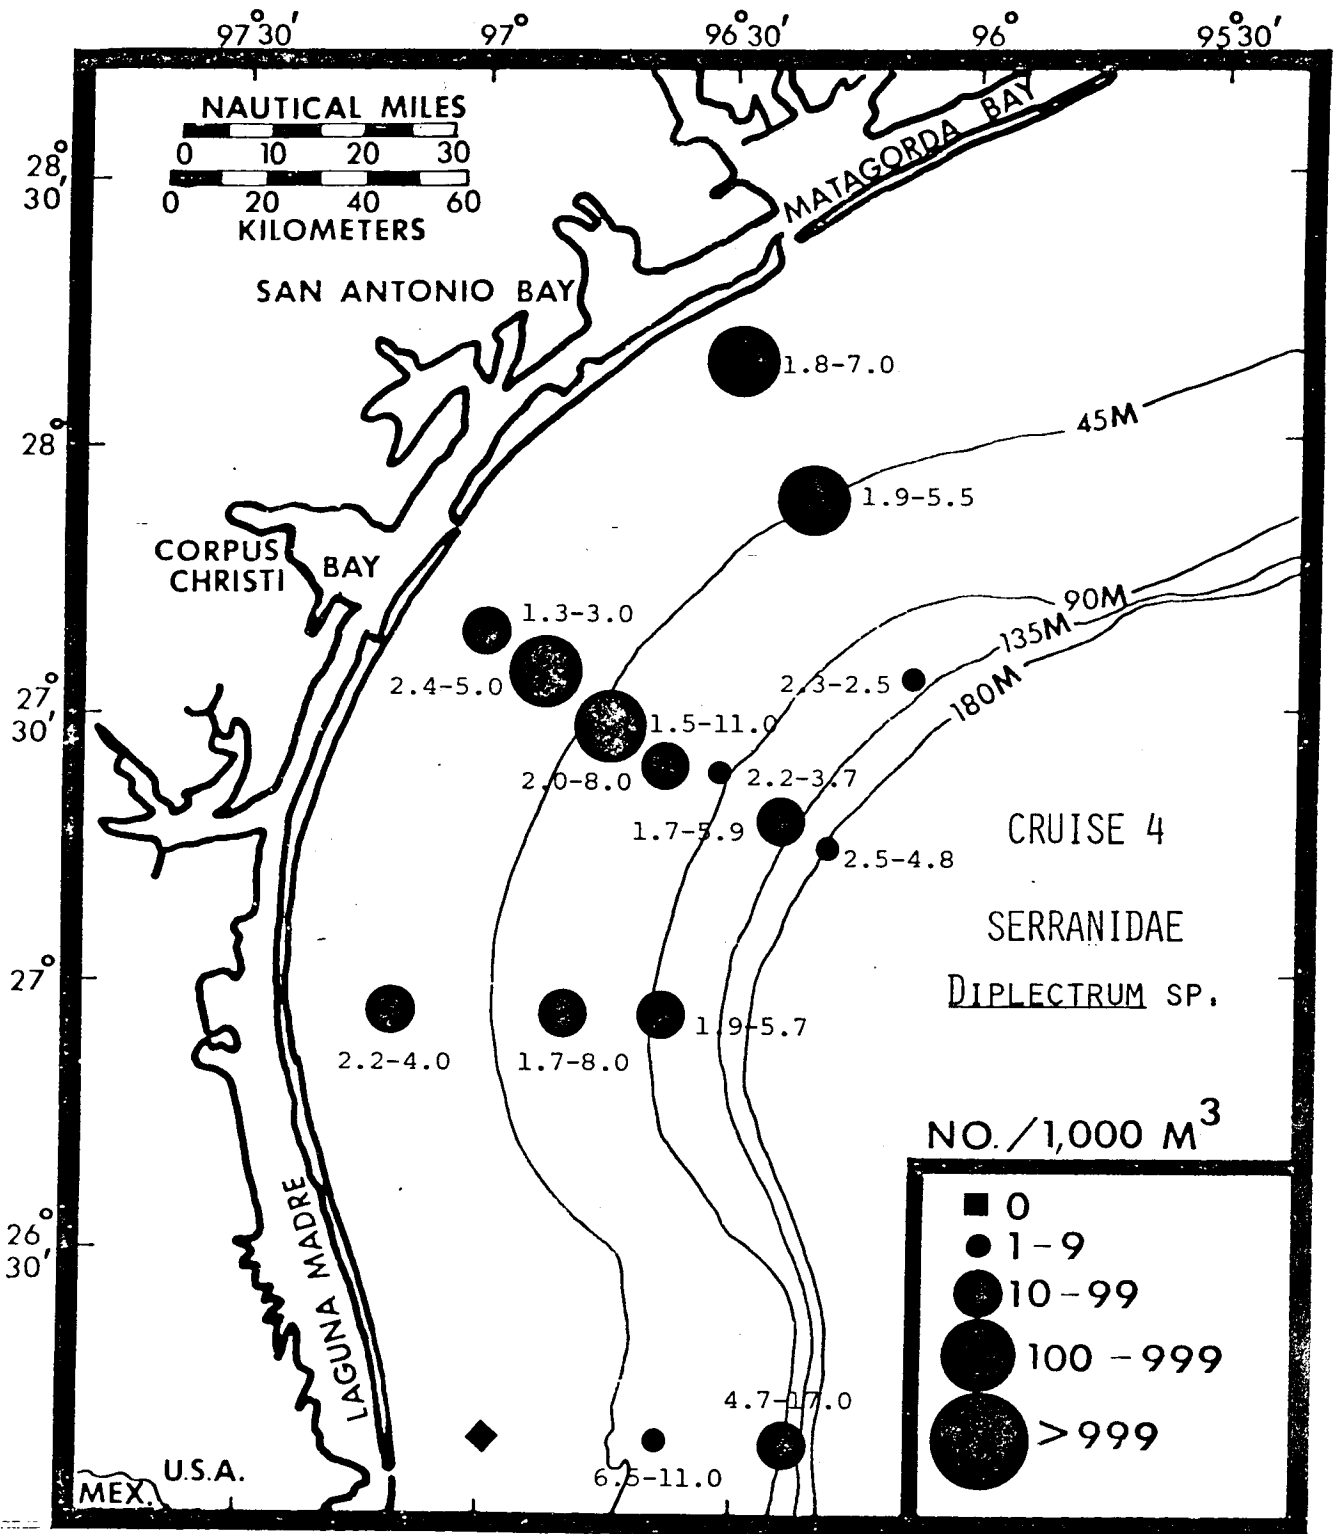 97°30′ 97° 96°30′ 96° 95°30′
NAUTICAL MILES
0 10 20 30
0 20 40 60
KILOMETERS
28°
30′
MATAGORDA BAY
SAN ANTONIO BAY
1.8-7.0
28°
45M
1.9-5.5
CORPUS
CHRISTI BAY
90M
1.3-3.0
135M
2.4-5.0
2.3-2.5
180M
27°
30′
1.5-11.0
2.0-8.0
2.2-3.7
1.7-5.9
2.5-4.8
CRUISE 4
SERRANIDAE
DIPLECTRUM SP.
27°
1.9-5.7
2.2-4.0
1.7-8.0
NO./1,000 M³
LAGUNA MADRE
26°
30′
0
1-9
10-99
100-999
>999
4.7-17.0
6.5-11.0
U.S.A.
MEX.